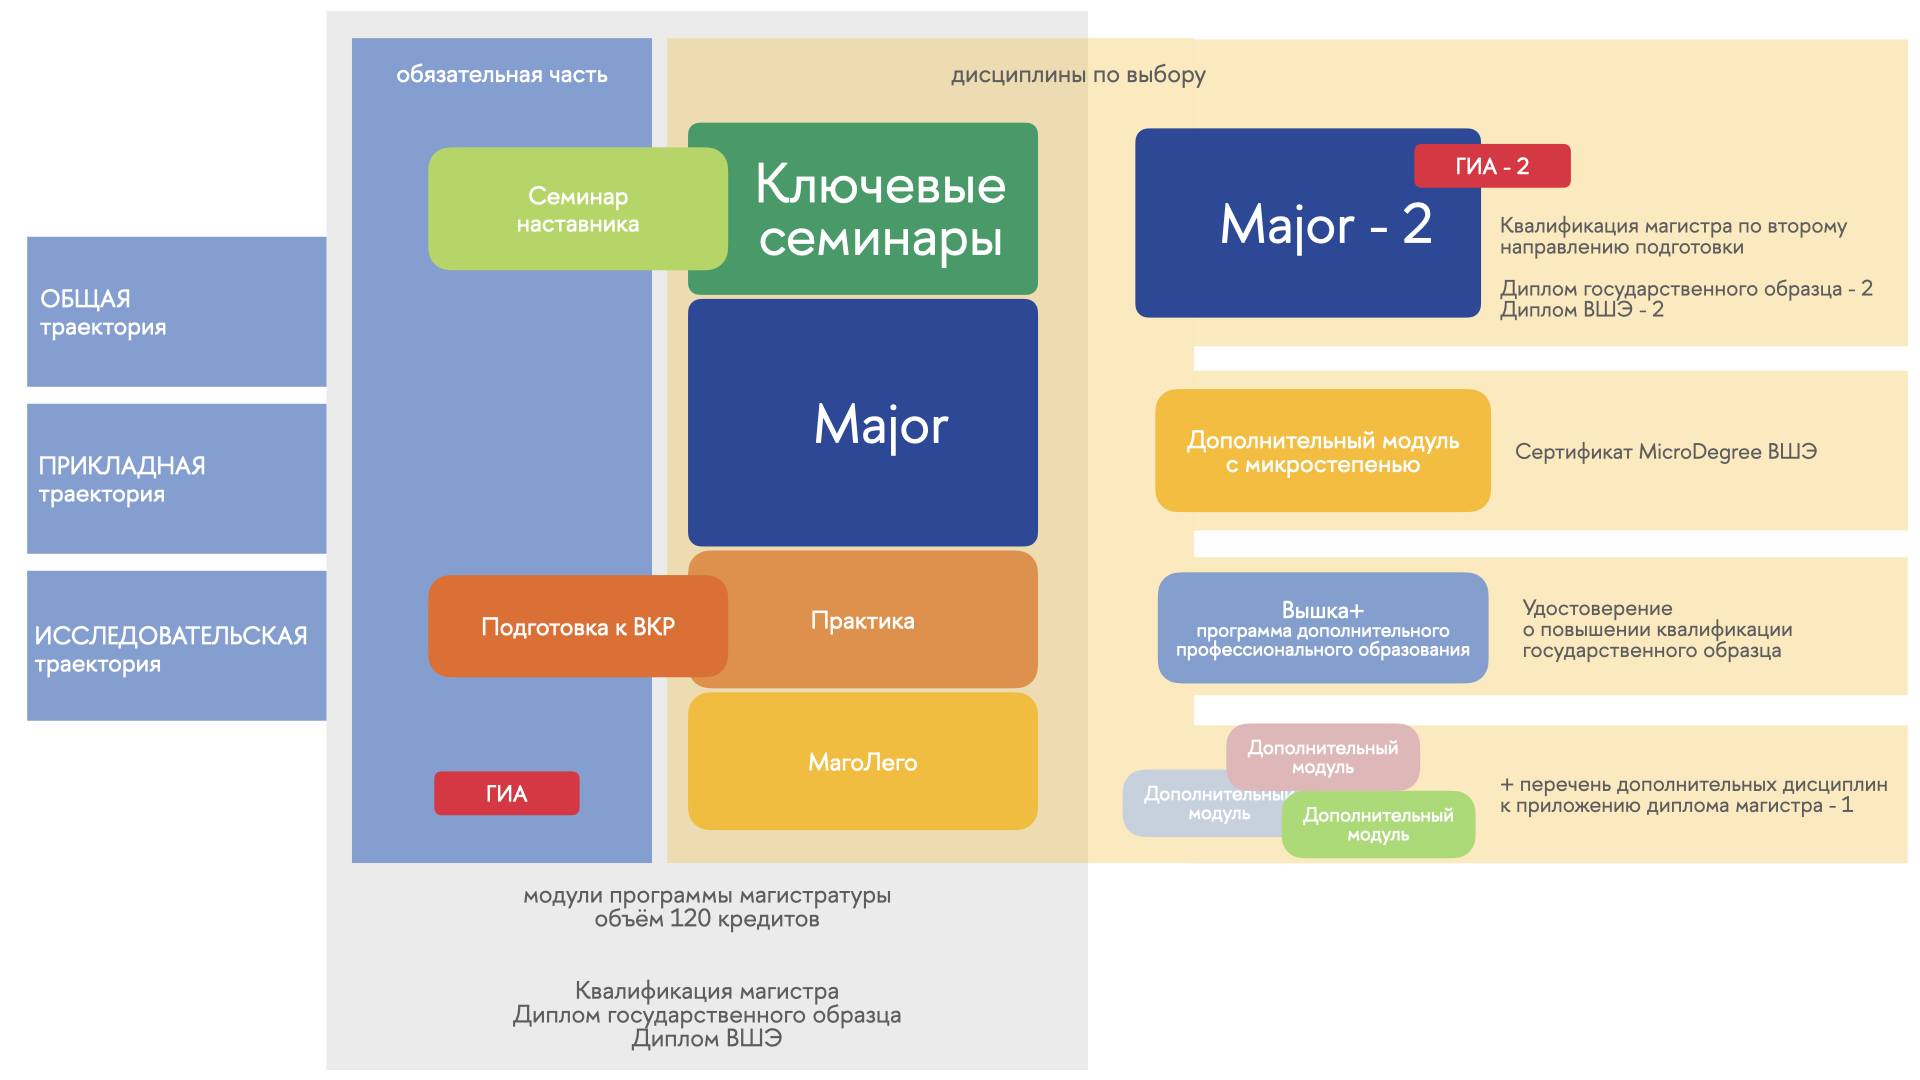 обязательная часть
дисциплины по выбору
ОБЩАЯ
траектория
ПРИКЛАДНАЯ
траектория
ИССЛЕДОВАТЕЛЬСКАЯ
траектория
Семинар
наставника
Подготовка к ВКР
ГИА
Ключевые
семинары
Major
Практика
МагоЛего
Major - 2
ГИА - 2
Квалификация магистра по второму
направлению подготовки
Диплом государственного образца - 2
Диплом ВШЭ - 2
Дополнительный модуль
с микростепенью
Сертификат MicroDegree ВШЭ
Вышка+
программа дополнительного
профессионального образования
Удостоверение
о повышении квалификации
государственного образца
Дополнительный
модуль
Дополнительный
модуль
Дополнительный
модуль
+ перечень дополнительных дисциплин
к приложению диплома магистра - 1
модули программы магистратуры
объём 120 кредитов
Квалификация магистра
Диплом государственного образца
Диплом ВШЭ